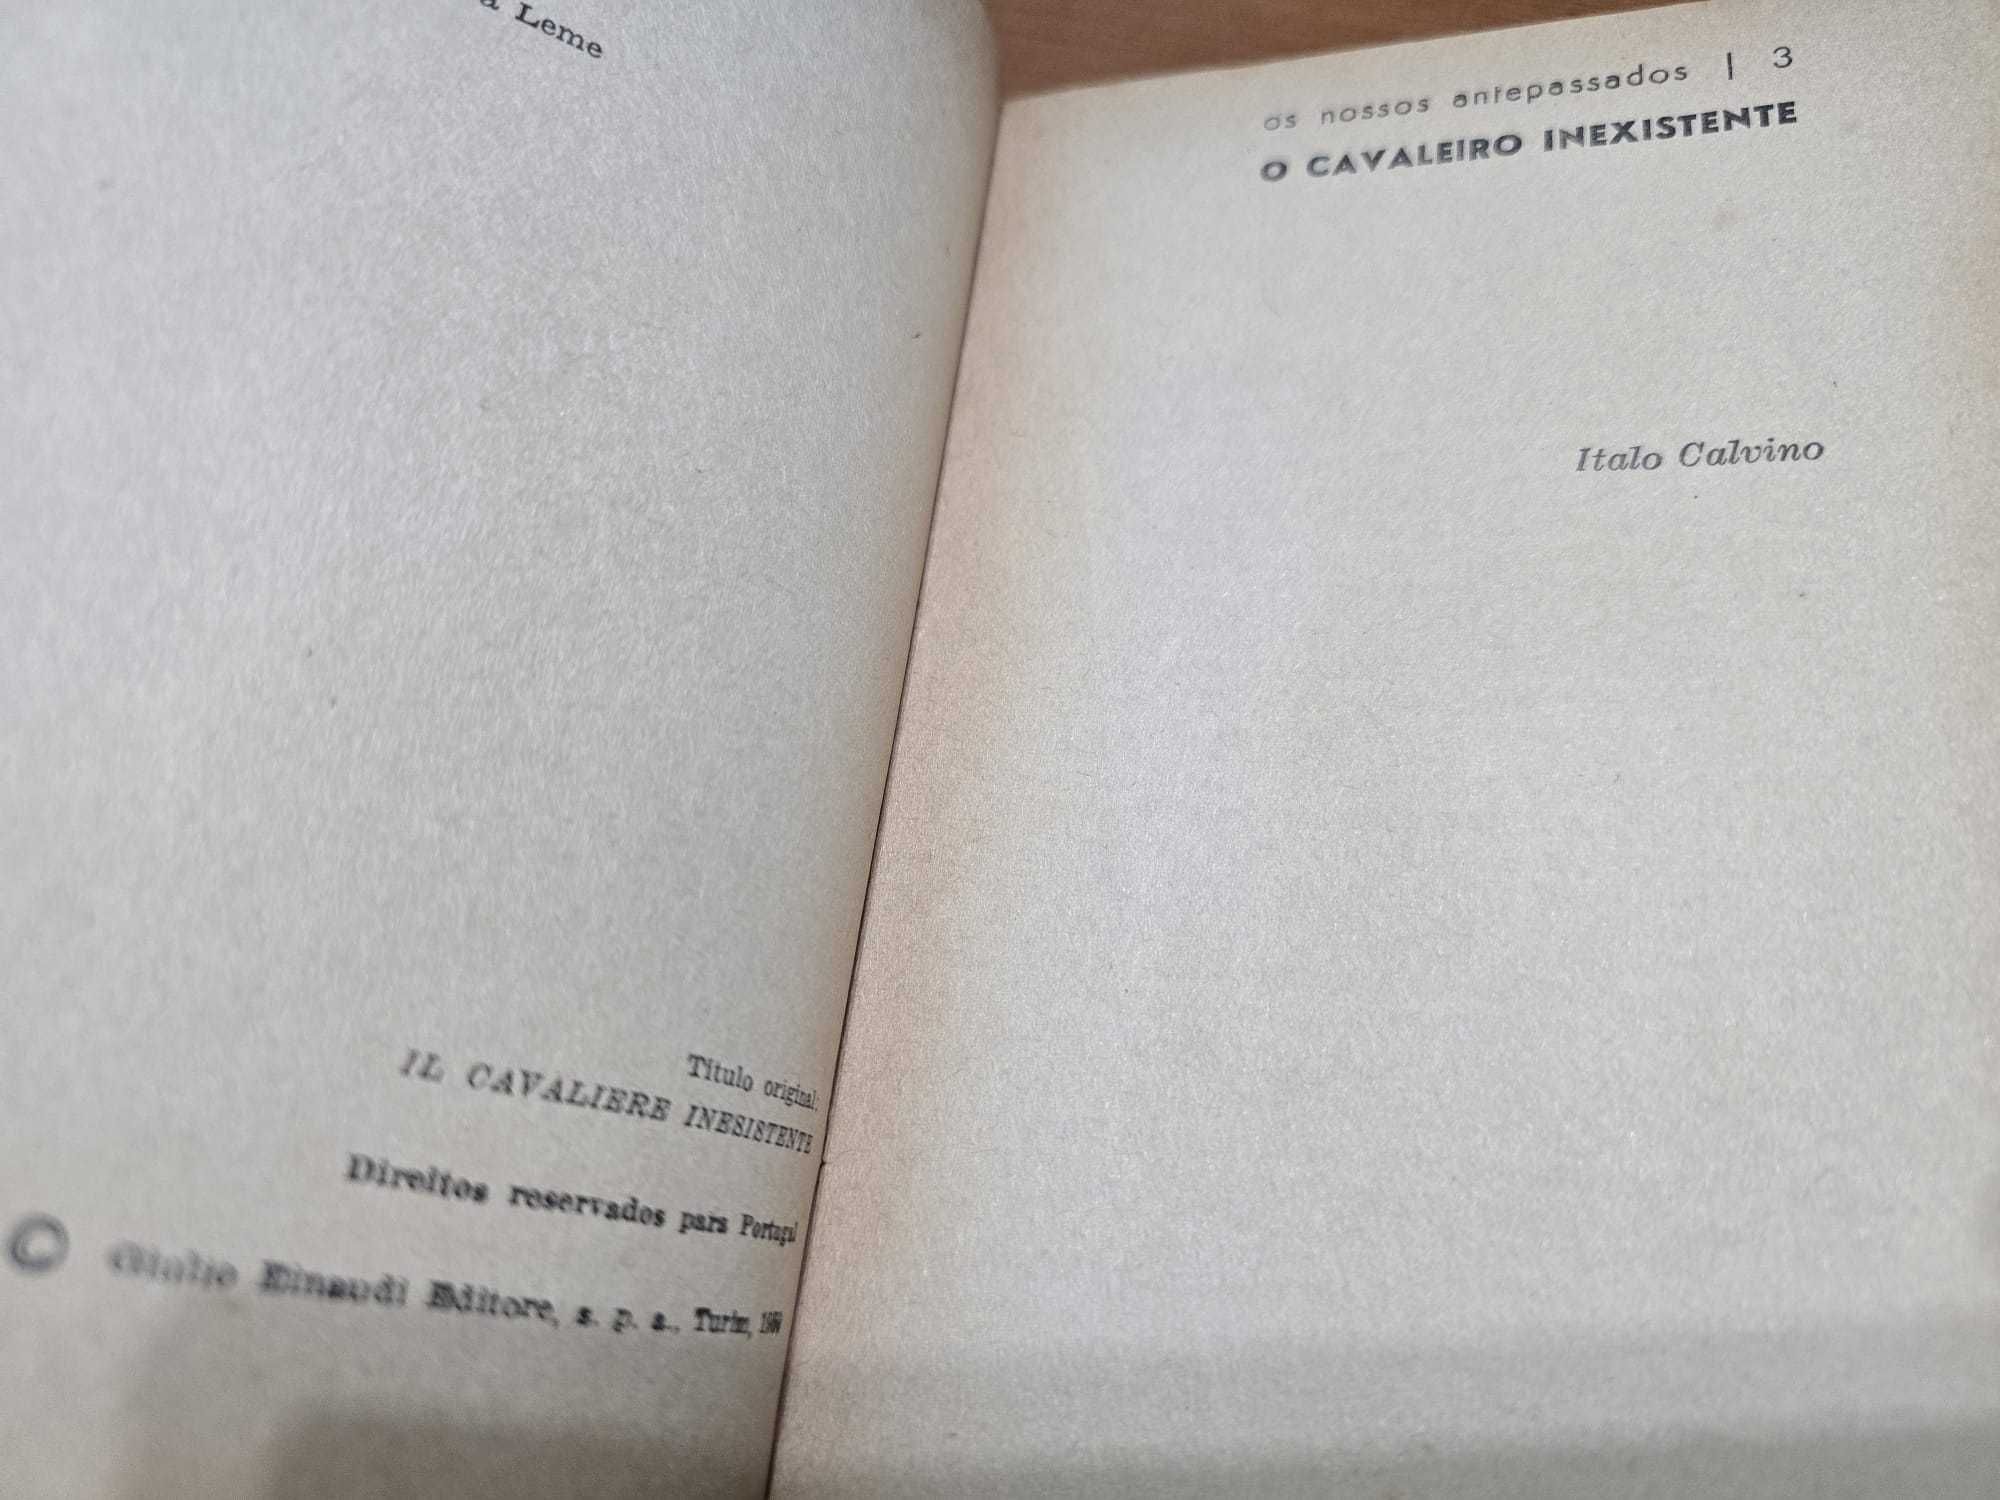 Leme
Título original:
IL CAVALIERE INESISTENTE
Direitos reservados para Portugal
© Giulio Einaudi Editore, s. p. a., Turim,
os nossos antepassados | 3
O CAVALEIRO INEXISTENTE
Italo Calvino